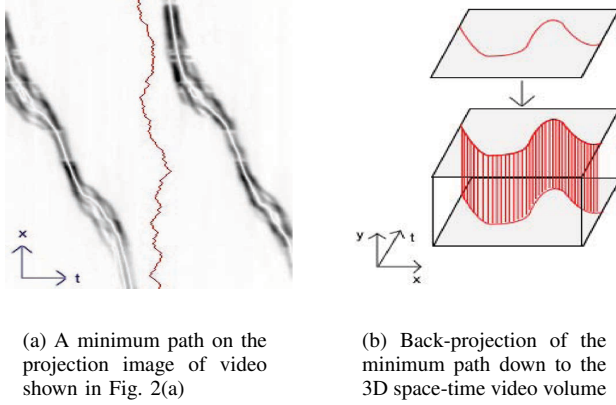 x
t
y
t
x
(a) A minimum path on the
projection image of video
shown in Fig. 2(a)
(b) Back-projection of the
minimum path down to the
3D space-time video volume